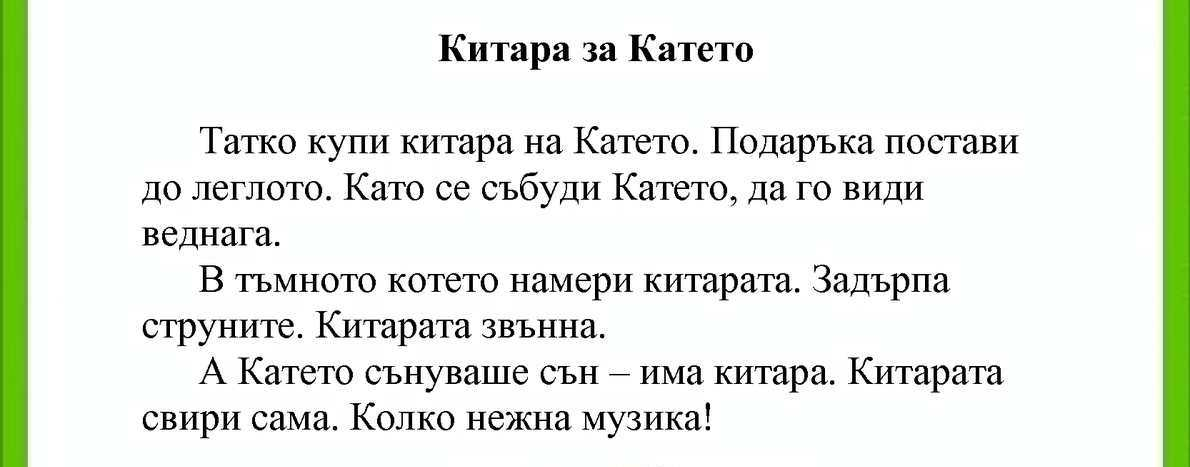 Китара за Катето
Татко купи китара на Катето. Подаръка постави
до леглото. Като се събуди Катето, да го види
веднага.
В тъмното котето намери китарата. Задърпа
струните. Китарата звънна.
А Катето сънуваше сън – има китара. Китарата
свири сама. Колко нежна музика!